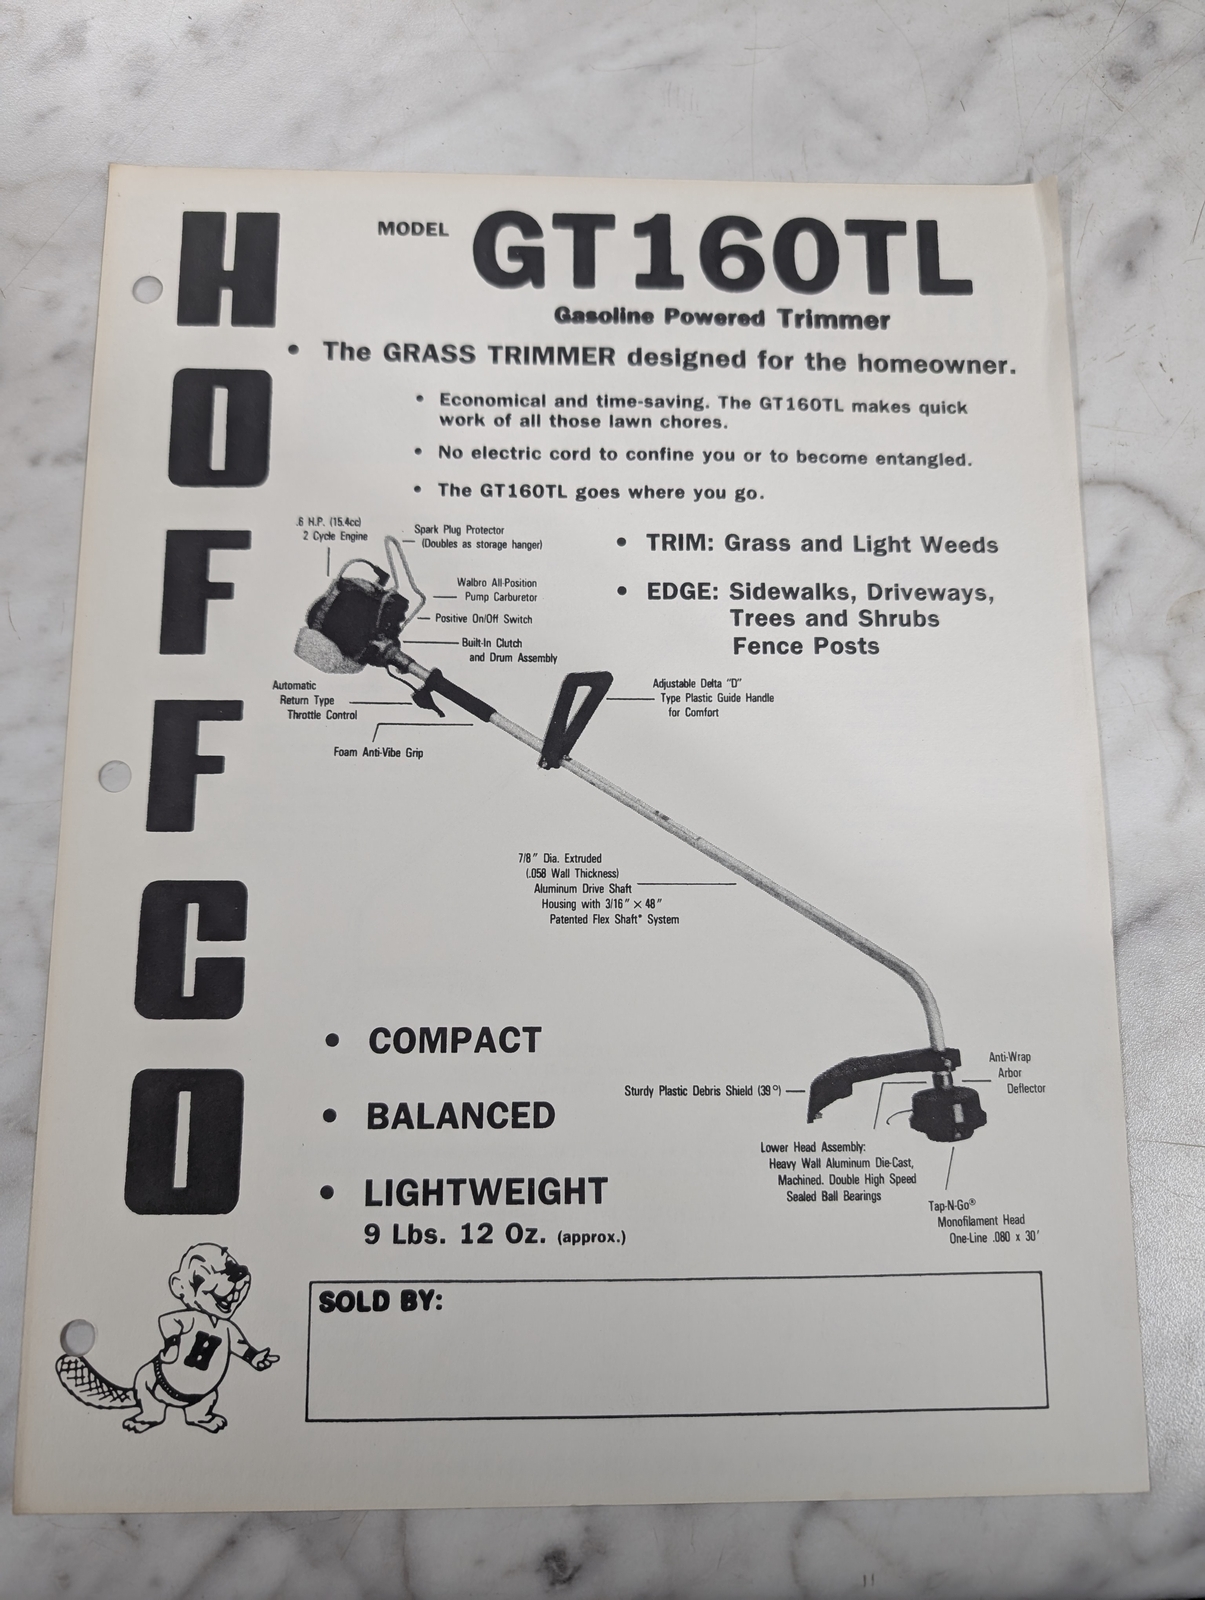 HOFFCO
MODEL GT160TL
Gasoline Powered Trimmer
• The GRASS TRIMMER designed for the homeowner.
• Economical and time-saving. The GT160TL makes quick
work of all those lawn chores.
• No electric cord to confine you or to become entangled.
• The GT160TL goes where you go.
.6 H.P. (15.4cc)
2 Cycle Engine
Spark Plug Protector
(Doubles as storage hanger)
Walbro All-Position
Pump Carburetor
Positive On/Off Switch
Built-In Clutch
and Drum Assembly
• TRIM: Grass and Light Weeds
• EDGE: Sidewalks, Driveways,
Trees and Shrubs
Fence Posts
Automatic
Return Type
Throttle Control
Foam Anti-Vibe Grip
Adjustable Delta "D"
Type Plastic Guide Handle
for Comfort
7/8" Dia. Extruded
(.058 Wall Thickness)
Aluminum Drive Shaft
Housing with 3/16" × 48"
Patented Flex Shaft* System
• COMPACT
• BALANCED
• LIGHTWEIGHT
9 Lbs. 12 Oz. (approx.)
Sturdy Plastic Debris Shield (39°)
Anti-Wrap
Arbor
Deflector
Lower Head Assembly:
Heavy Wall Aluminum Die-Cast,
Machined. Double High Speed
Sealed Ball Bearings
Tap-N-Go®
Monofilament Head
One-Line .080 x 30'
H
SOLD BY: